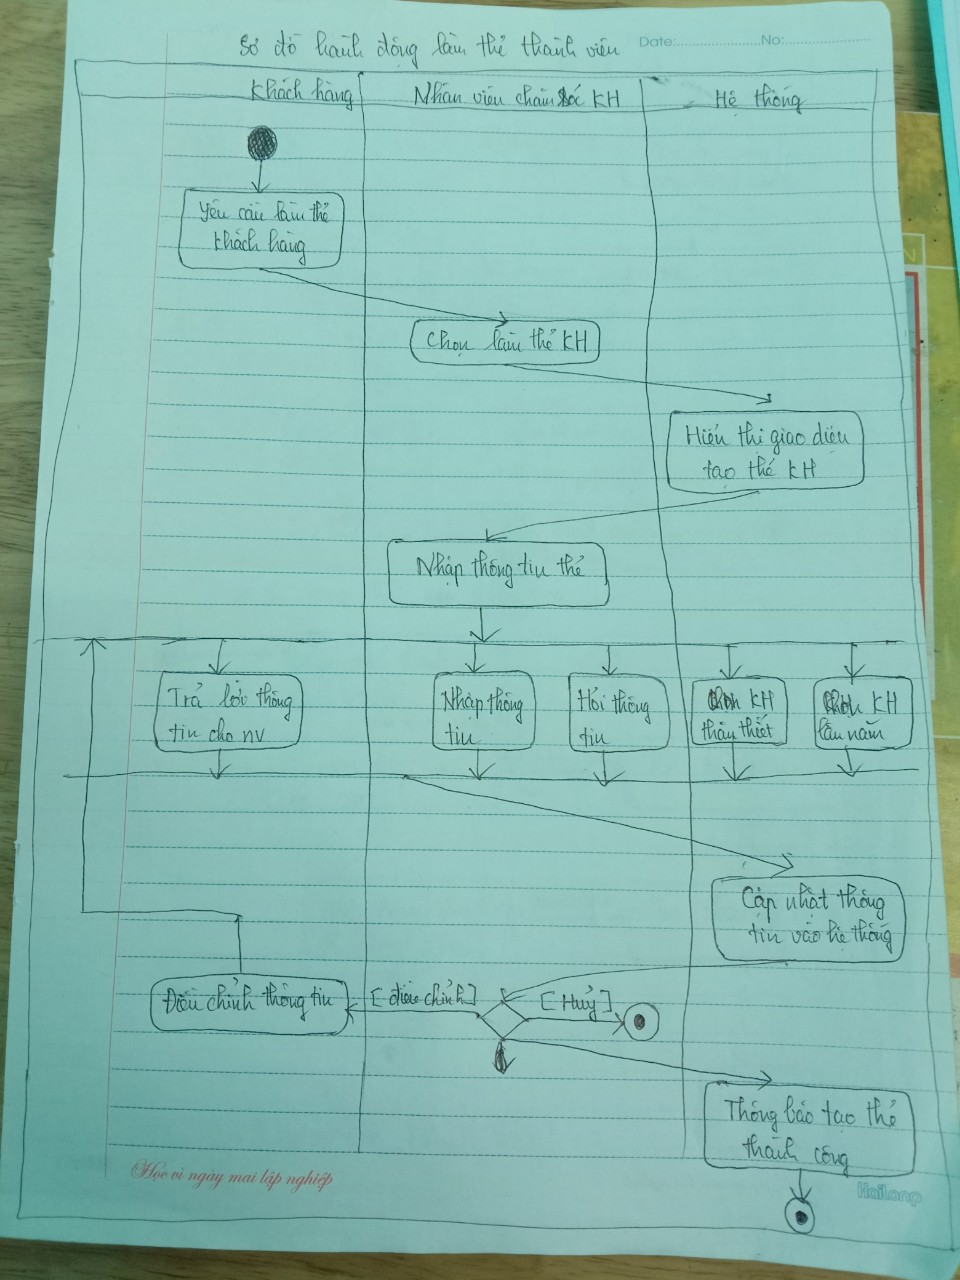 Sơ đồ hành động làm thẻ thành viên
Date: No:
Khách hàng
Nhân viên chăm sóc KH
Hệ thống
Yêu cầu làm thẻ
khách hàng
Chọn làm thẻ KH
Hiển thị giao diện
tạo thẻ KH
Nhập thông tin thẻ
Trả lời thông
tin cho nv
Nhập thông
tin
Hỏi thông
tin
Chọn KH
thân thiết
Chọn KH
lâu năm
Cập nhật thông
tin vào hệ thống
Điều chỉnh thông tin
[điều chỉnh]
[Huỷ]
Thông báo tạo thẻ
thành công
Học vì ngày mai lập nghiệp
HaiLong